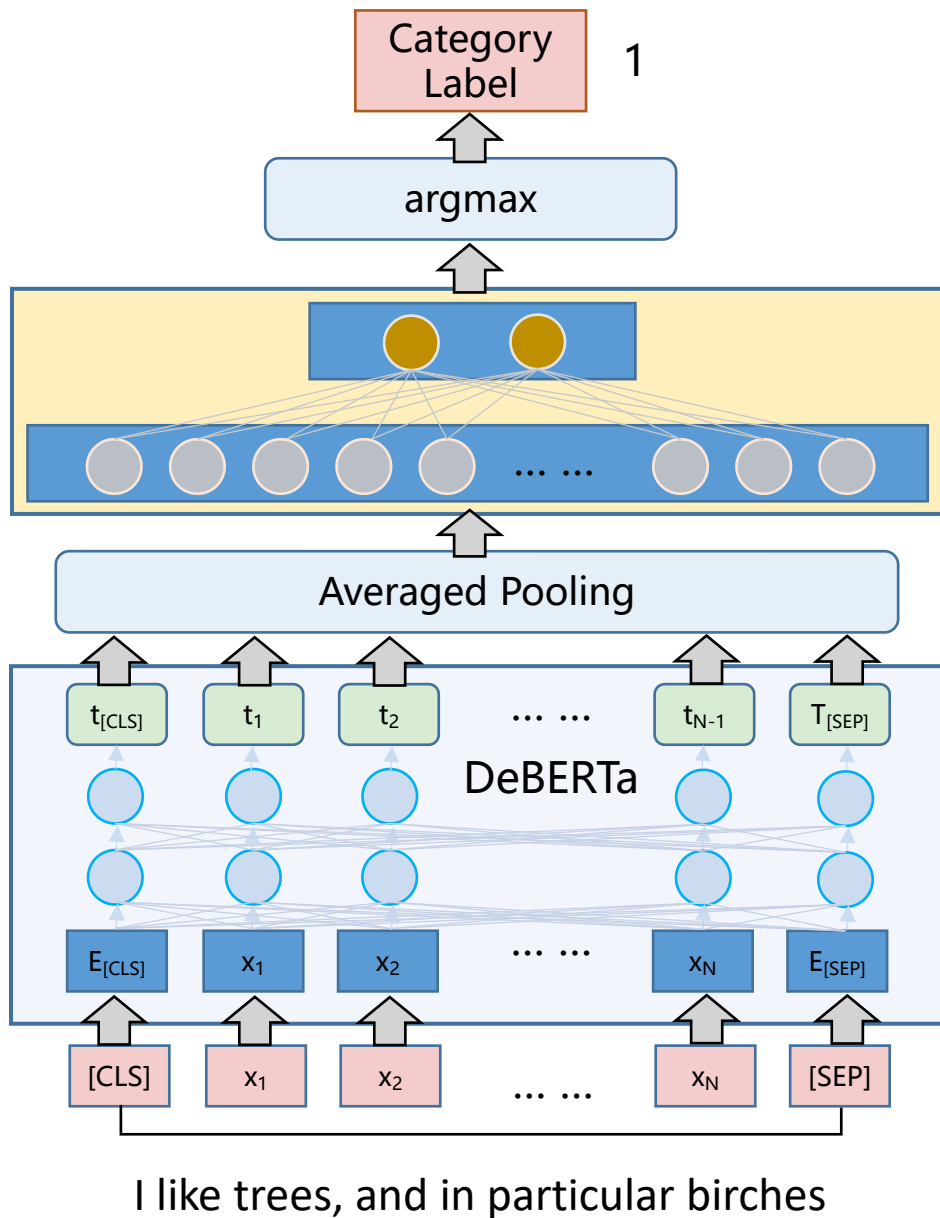 Category
Label
1
argmax
... ...
Averaged Pooling
t[CLS] t1 t2 ... ... tN-1 T[SEP]
DeBERTa
E[CLS] x1 x2 ... ... xN E[SEP]
[CLS] x1 x2 ... ... xN [SEP]
I like trees, and in particular birches